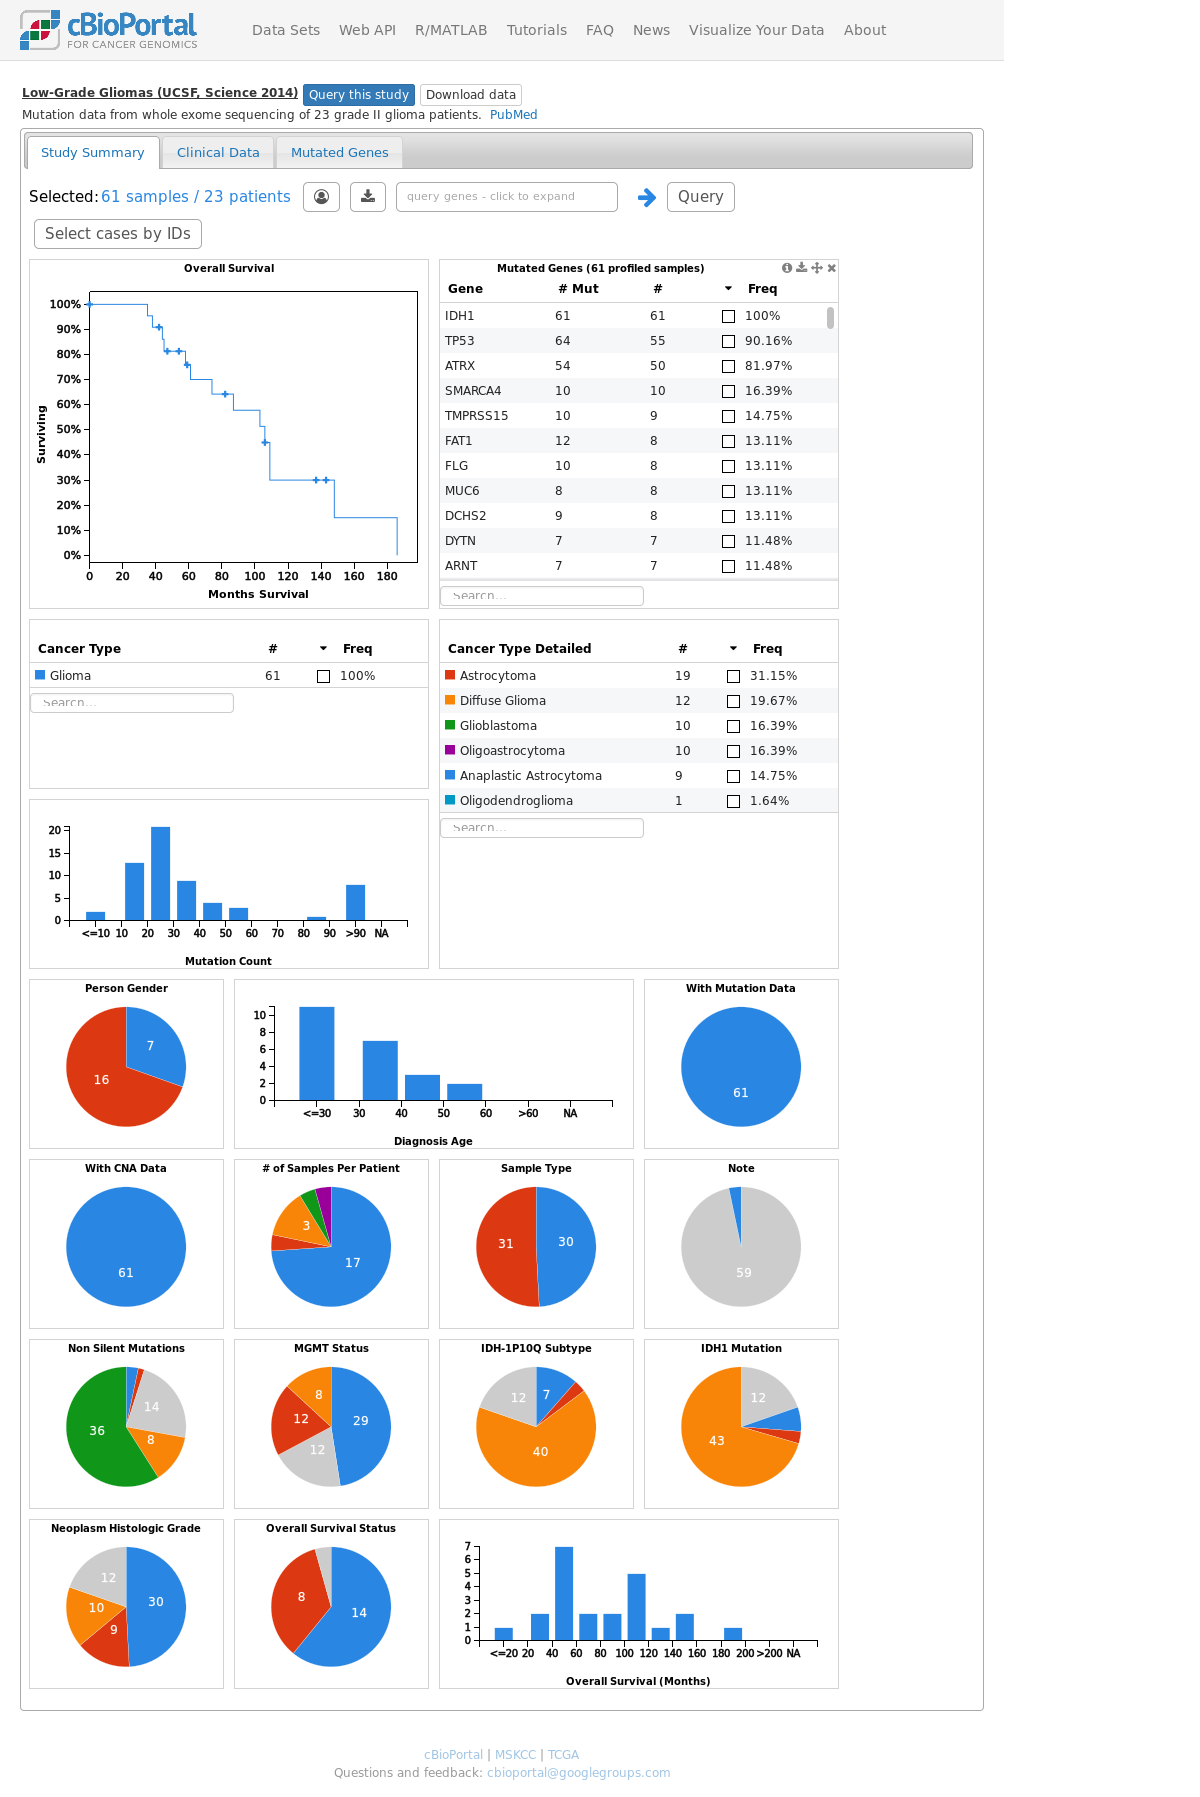 cBioPortal
FOR CANCER GENOMICS
Data Sets Web API R/MATLAB Tutorials FAQ News Visualize Your Data About
Low-Grade Gliomas (UCSF, Science 2014) Query this study Download data
Mutation data from whole exome sequencing of 23 grade II glioma patients. PubMed
Study Summary Clinical Data Mutated Genes
Selected: 61 samples / 23 patients query genes - click to expand Query
Select cases by IDs
Overall Survival
100%
90%
80%
70%
60%
50%
40%
30%
20%
10%
0%
Surviving
0 20 40 60 80 100 120 140 160 180
Months Survival
Mutated Genes (61 profiled samples)
Gene # Mut # Freq
IDH1 61 61 100%
TP53 64 55 90.16%
ATRX 54 50 81.97%
SMARCA4 10 10 16.39%
TMPRSS15 10 9 14.75%
FAT1 12 8 13.11%
FLG 10 8 13.11%
MUC6 8 8 13.11%
DCHS2 9 8 13.11%
DYTN 7 7 11.48%
ARNT 7 7 11.48%
Search...
Cancer Type # Freq
Glioma 61 100%
Search...
Cancer Type Detailed # Freq
Astrocytoma 19 31.15%
Diffuse Glioma 12 19.67%
Glioblastoma 10 16.39%
Oligoastrocytoma 10 16.39%
Anaplastic Astrocytoma 9 14.75%
Oligodendroglioma 1 1.64%
Search...
20
15
10
5
0
<=10 10 20 30 40 50 60 70 80 90 >90 NA
Mutation Count
Person Gender
7
16
10
8
6
4
2
0
<=30 30 40 50 60 >60 NA
Diagnosis Age
With Mutation Data
61
With CNA Data
61
# of Samples Per Patient
3
17
Sample Type
31 30
Note
59
Non Silent Mutations
14
36
8
MGMT Status
8
12 29
12
IDH-1P10Q Subtype
12 7
40
IDH1 Mutation
12
43
Neoplasm Histologic Grade
12
30
10
9
Overall Survival Status
8
14
7
6
5
4
3
2
1
0
<=20 20 40 60 80 100 120 140 160 180 200 >200 NA
Overall Survival (Months)
cBioPortal | MSKCC | TCGA
Questions and feedback: cbioportal@googlegroups.com